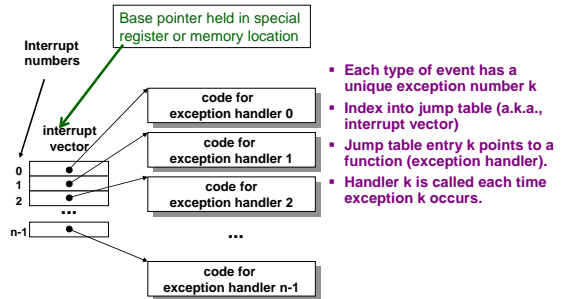 Base pointer held in special
register or memory location
Interrupt
numbers
interrupt
vector
0
1
2
...
n-1
code for
exception handler 0
code for
exception handler 1
code for
exception handler 2
...
code for
exception handler n-1
▪ Each type of event has a
unique exception number k
▪ Index into jump table (a.k.a.,
interrupt vector)
▪ Jump table entry k points to a
function (exception handler).
▪ Handler k is called each time
exception k occurs.